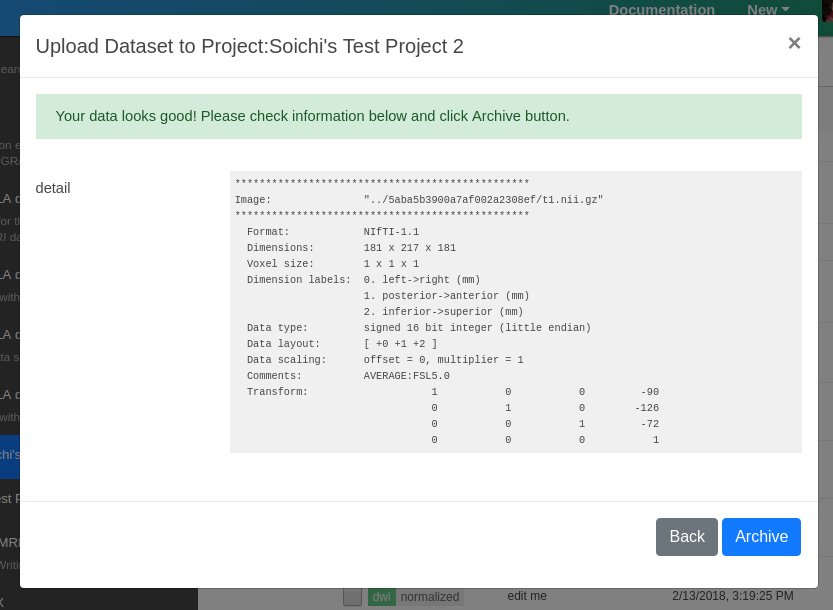 Documentation New
Upload Dataset to Project:Soichi's Test Project 2 ×
Your data looks good! Please check information below and click Archive button.
detail
************************************************
Image: "../5aba5b3900a7af002a2308ef/t1.nii.gz"
************************************************
Format: NIfTI-1.1
Dimensions: 181 x 217 x 181
Voxel size: 1 x 1 x 1
Dimension labels: 0. left->right (mm)
1. posterior->anterior (mm)
2. inferior->superior (mm)
Data type: signed 16 bit integer (little endian)
Data layout: [ +0 +1 +2 ]
Data scaling: offset = 0, multiplier = 1
Comments: AVERAGE:FSL5.0
Transform: 1 0 0 -90
0 1 0 -126
0 0 1 -72
0 0 0 1
Back Archive
dwi normalized edit me 2/13/2018, 3:19:25 PM